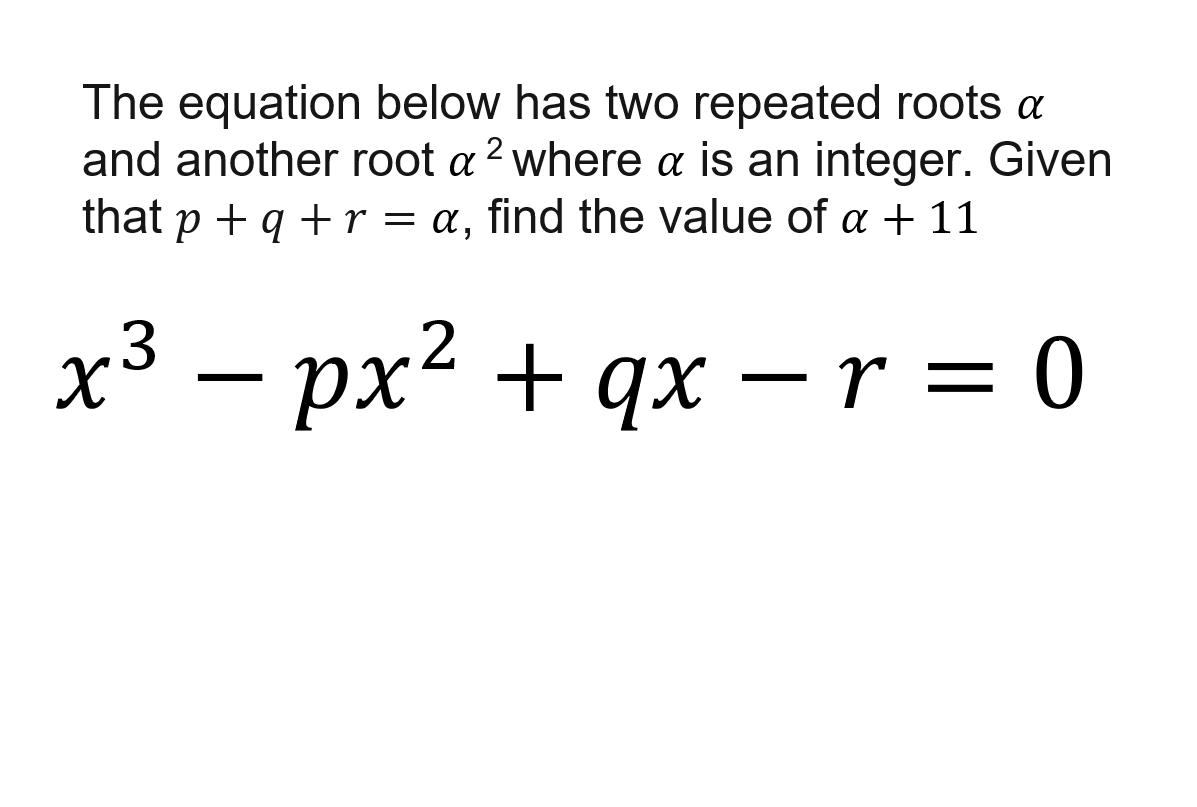 The equation below has two repeated roots α
and another root α ² where α is an integer. Given
that p + q + r = α, find the value of α + 11
x³ − px² + qx − r = 0